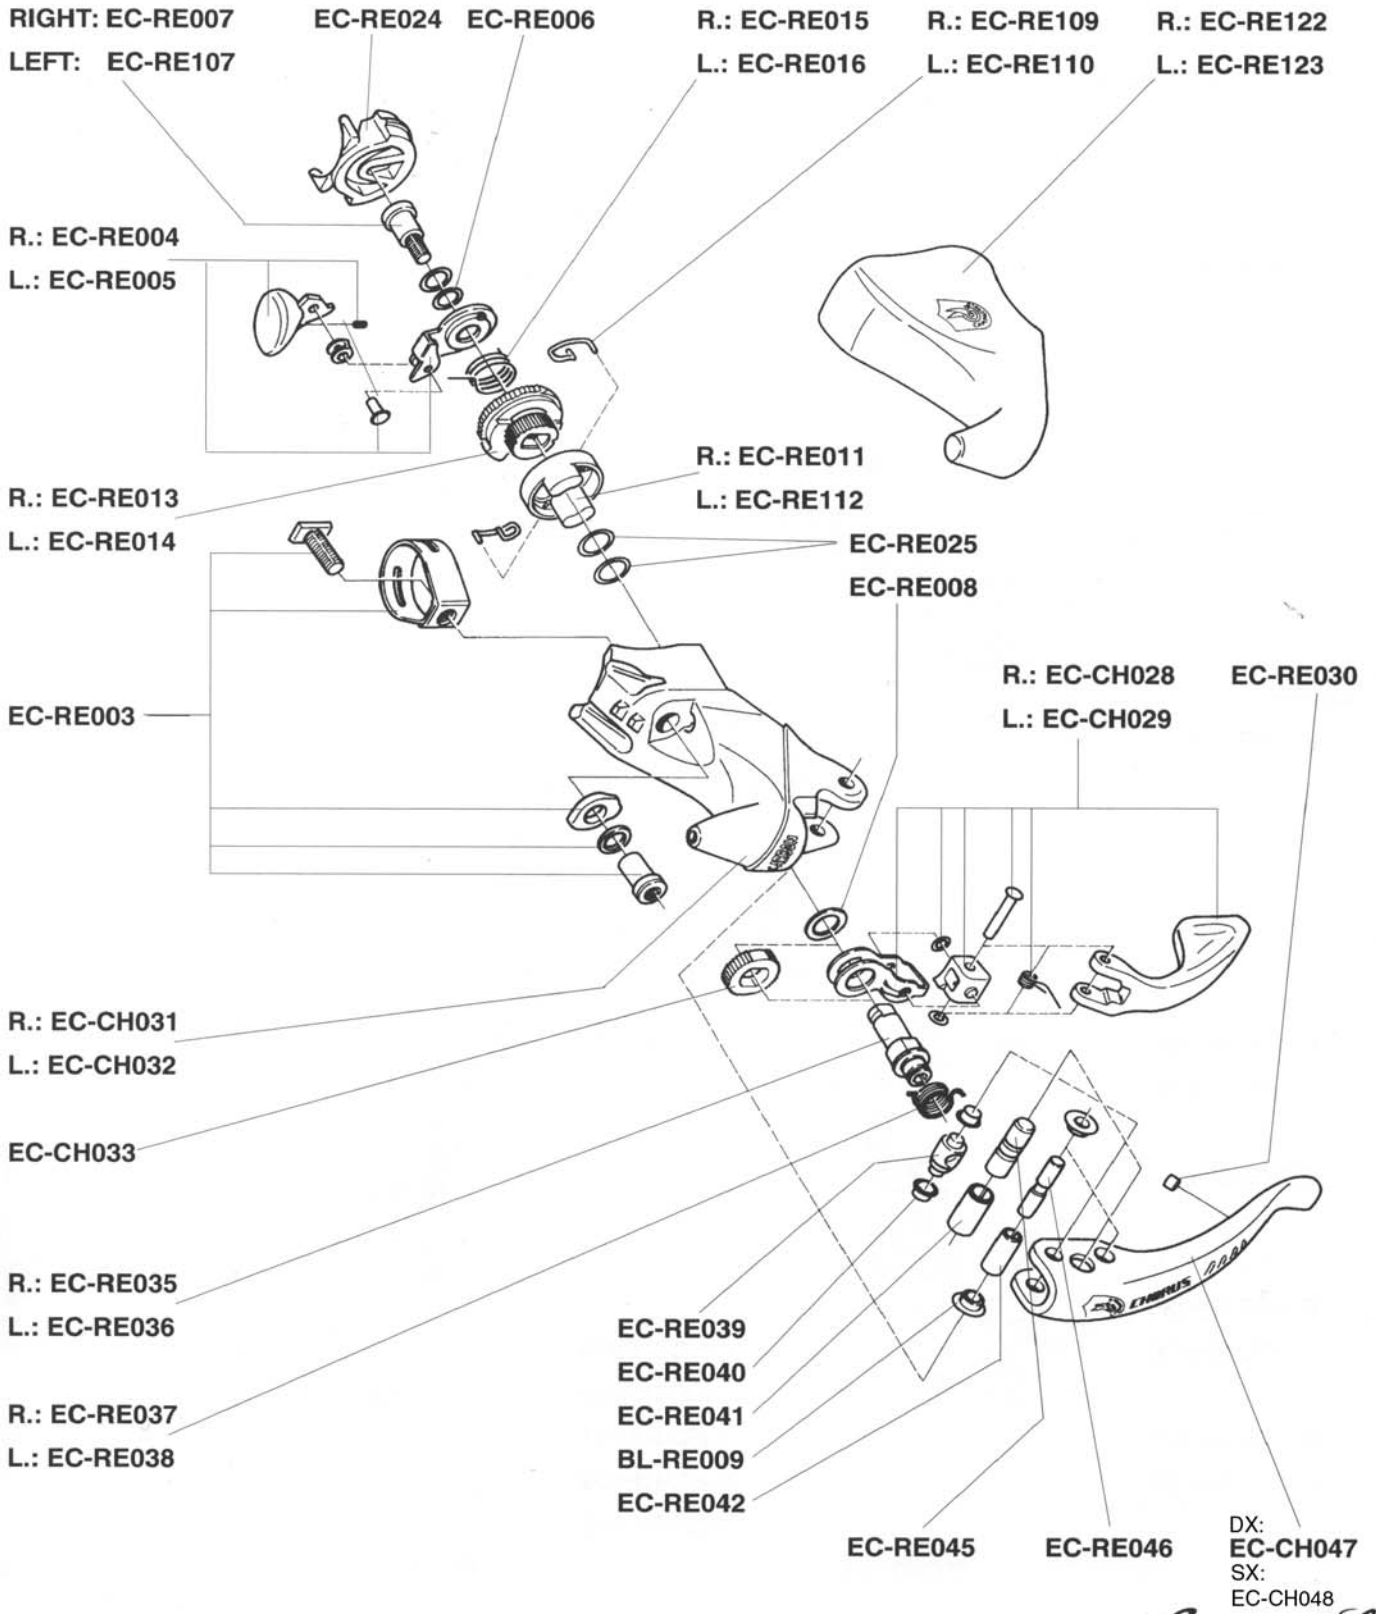 RIGHT: EC-RE007
LEFT: EC-RE107
EC-RE024
EC-RE006
R.: EC-RE015
L.: EC-RE016
R.: EC-RE109
L.: EC-RE110
R.: EC-RE122
L.: EC-RE123
R.: EC-RE004
L.: EC-RE005
R.: EC-RE013
L.: EC-RE014
R.: EC-RE011
L.: EC-RE112
EC-RE025
EC-RE008
EC-RE003
R.: EC-CH028
L.: EC-CH029
EC-RE030
CARBON
R.: EC-CH031
L.: EC-CH032
EC-CH033
R.: EC-RE035
L.: EC-RE036
R.: EC-RE037
L.: EC-RE038
CHORUS
EC-RE039
EC-RE040
EC-RE041
BL-RE009
EC-RE042
EC-RE045
EC-RE046
DX:
EC-CH047
SX:
EC-CH048